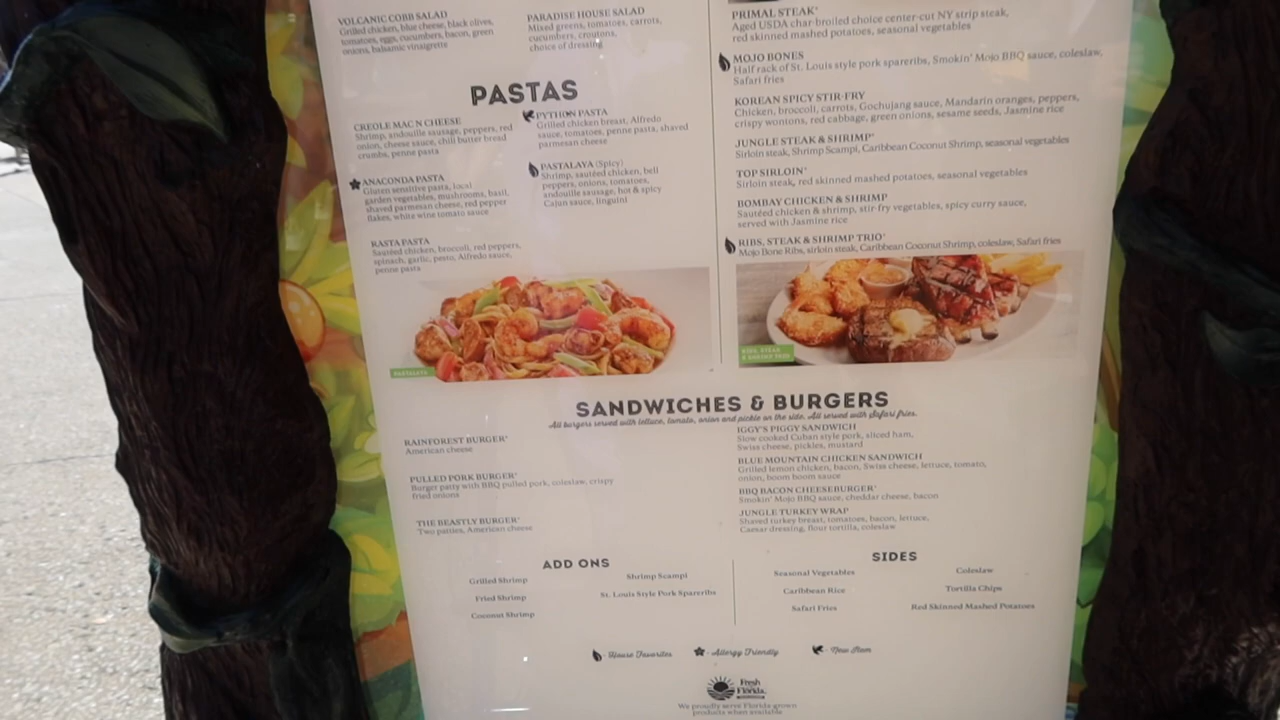 VOLCANIC COBB SALAD
Grilled chicken, blue cheese, black olives,
tomatoes, eggs, cucumbers, bacon, green
onions, balsamic vinaigrette
PARADISE HOUSE SALAD
Mixed greens, tomatoes, carrots,
cucumbers, croutons,
choice of dressing
PASTAS
CREOLE MAC N CHEESE
Shrimp, andouille sausage, peppers, red
onion, cheese sauce, chili butter bread
crumbs, penne pasta
ANACONDA PASTA
Gluten sensitive pasta, local
garden vegetables, mushrooms, basil,
shaved parmesan cheese, red pepper
flakes, white wine tomato sauce
RASTA PASTA
Sautéed chicken, broccoli, red peppers,
spinach, garlic, pesto, Alfredo sauce,
penne pasta
PYTHON PASTA
Grilled chicken breast, Alfredo
sauce, tomatoes, penne pasta, shaved
parmesan cheese
PASTALAYA (Spicy)
Shrimp, sautéed chicken, bell
peppers, onions, tomatoes,
andouille sausage, hot & spicy
Cajun sauce, linguini
PASTALAYA
PRIMAL STEAK*
Aged USDA char-broiled choice center-cut NY strip steak,
red skinned mashed potatoes, seasonal vegetables
MOJO BONES
Half rack of St. Louis style pork spareribs, Smokin' Mojo BBQ sauce, coleslaw,
Safari fries
KOREAN SPICY STIR-FRY
Chicken, broccoli, carrots, Gochujang sauce, Mandarin oranges, peppers,
crispy wontons, red cabbage, green onions, sesame seeds, Jasmine rice
JUNGLE STEAK & SHRIMP*
Sirloin steak, Shrimp Scampi, Caribbean Coconut Shrimp, seasonal vegetables
TOP SIRLOIN*
Sirloin steak, red skinned mashed potatoes, seasonal vegetables
BOMBAY CHICKEN & SHRIMP
Sautéed chicken & shrimp, stir-fry vegetables, spicy curry sauce,
served with Jasmine rice
RIBS, STEAK & SHRIMP TRIO*
Mojo Bone Ribs, sirloin steak, Caribbean Coconut Shrimp, coleslaw, Safari fries
RIBS, STEAK
& SHRIMP TRIO
SANDWICHES & BURGERS
All burgers served with lettuce, tomato, onion and pickle on the side. All served with Safari fries.
RAINFOREST BURGER*
American cheese
PULLED PORK BURGER*
Burger patty with BBQ pulled pork, coleslaw, crispy
fried onions
THE BEASTLY BURGER*
Two patties, American cheese
IGGY'S PIGGY SANDWICH
Slow cooked Cuban style pork, sliced ham,
Swiss cheese, pickles, mustard
BLUE MOUNTAIN CHICKEN SANDWICH
Grilled lemon chicken, bacon, Swiss cheese, lettuce, tomato,
onion, boom boom sauce
BBQ BACON CHEESEBURGER*
Smokin' Mojo BBQ sauce, cheddar cheese, bacon
JUNGLE TURKEY WRAP
Shaved turkey breast, tomatoes, bacon, lettuce,
Caesar dressing, flour tortilla, coleslaw
ADD ONS
Grilled Shrimp
Fried Shrimp
Coconut Shrimp
Shrimp Scampi
St. Louis Style Pork Spareribs
SIDES
Seasonal Vegetables
Caribbean Rice
Safari Fries
Coleslaw
Tortilla Chips
Red Skinned Mashed Potatoes
- House Favorites
- Allergy Friendly
- New Item
Fresh
Florida.
We proudly serve Florida grown
products when available